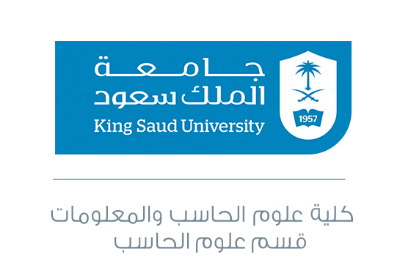 جامعة
الملك سعود
King Saud University
1957
كلية علوم الحاسب والمعلومات
قسم علوم الحاسب